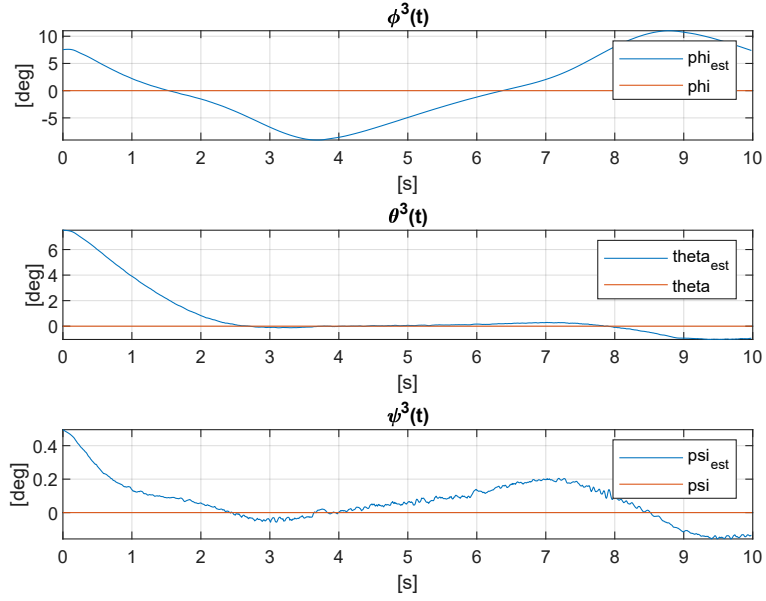 ϕ³(t)
10
5
0
-5
[deg]
phi_est
phi
0 1 2 3 4 5 6 7 8 9 10
[s]
θ³(t)
6
4
2
0
[deg]
theta_est
theta
0 1 2 3 4 5 6 7 8 9 10
[s]
ψ³(t)
0.4
0.2
0
[deg]
psi_est
psi
0 1 2 3 4 5 6 7 8 9 10
[s]